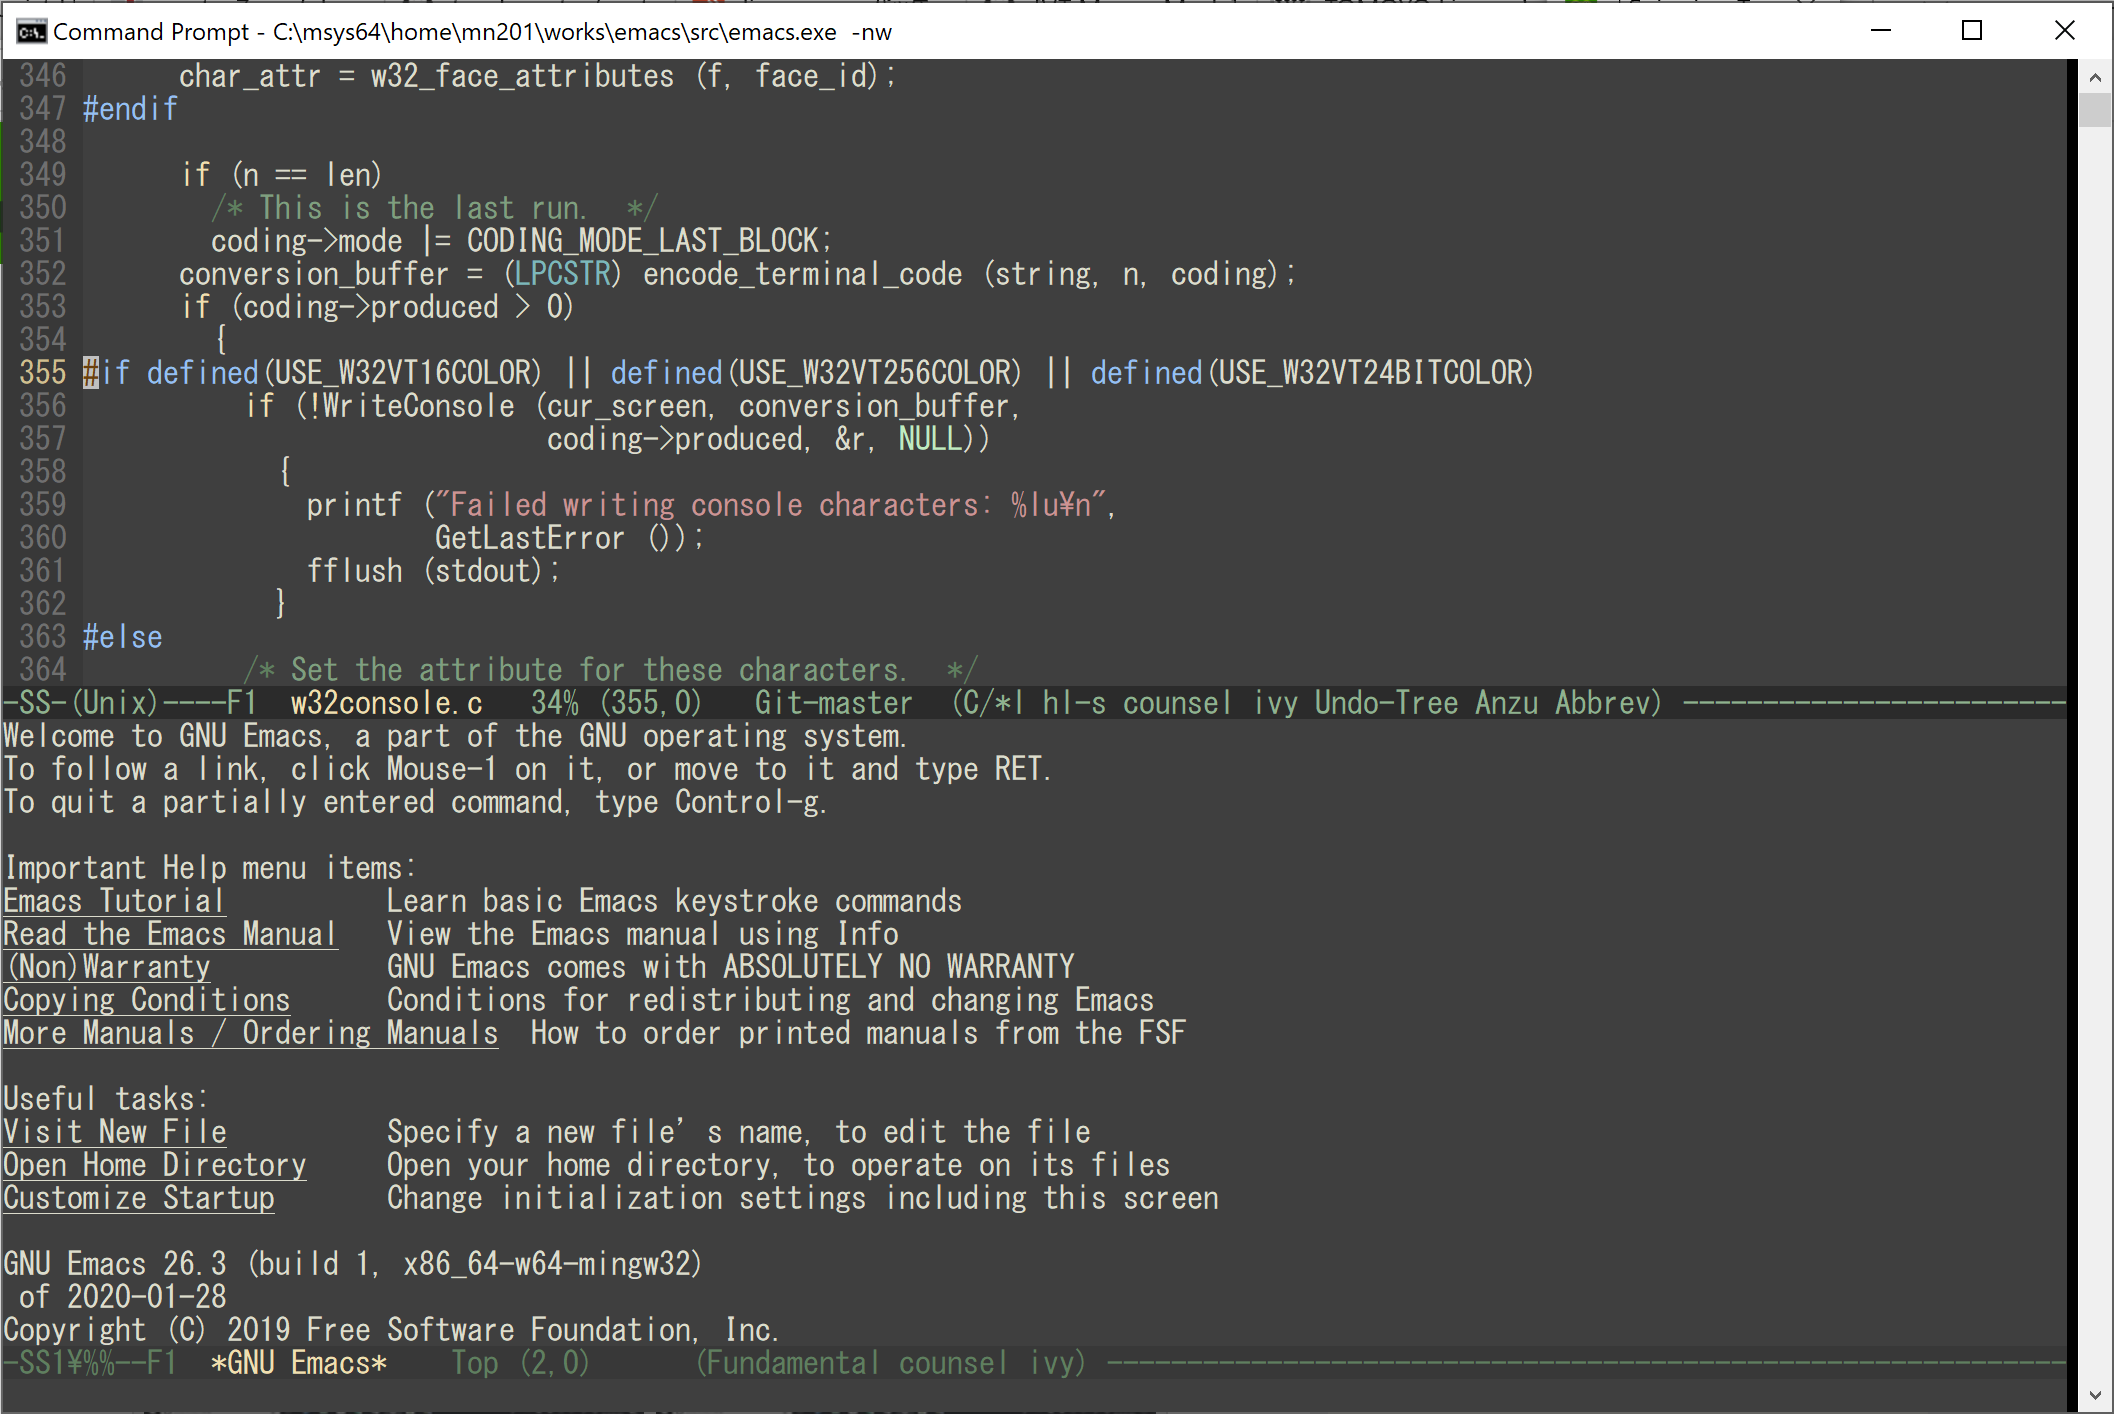 Command Prompt - C:\msys64\home\mn201\works\emacs\src\emacs.exe  -nw
346       char_attr = w32_face_attributes (f, face_id);
347 #endif
348
349       if (n == len)
350         /* This is the last run.  */
351         coding->mode |= CODING_MODE_LAST_BLOCK;
352       conversion_buffer = (LPCSTR) encode_terminal_code (string, n, coding);
353       if (coding->produced > 0)
354         {
355 #if defined(USE_W32VT16COLOR) || defined(USE_W32VT256COLOR) || defined(USE_W32VT24BITCOLOR)
356           if (!WriteConsole (cur_screen, conversion_buffer,
357                              coding->produced, &r, NULL))
358             {
359               printf ("Failed writing console characters: %lu¥n",
360                       GetLastError ());
361               fflush (stdout);
362             }
363 #else
364           /* Set the attribute for these characters.  */
-SS-(Unix)----F1  w32console.c   34% (355,0)   Git-master  (C/*l hl-s counsel ivy Undo-Tree Anzu Abbrev) ------------------------
Welcome to GNU Emacs, a part of the GNU operating system.
To follow a link, click Mouse-1 on it, or move to it and type RET.
To quit a partially entered command, type Control-g.
Important Help menu items:
Emacs Tutorial          Learn basic Emacs keystroke commands
Read the Emacs Manual   View the Emacs manual using Info
(Non)Warranty           GNU Emacs comes with ABSOLUTELY NO WARRANTY
Copying Conditions      Conditions for redistributing and changing Emacs
More Manuals / Ordering Manuals  How to order printed manuals from the FSF
Useful tasks:
Visit New File          Specify a new file’s name, to edit the file
Open Home Directory     Open your home directory, to operate on its files
Customize Startup       Change initialization settings including this screen
GNU Emacs 26.3 (build 1, x86_64-w64-mingw32)
 of 2020-01-28
Copyright (C) 2019 Free Software Foundation, Inc.
-SS1¥%%--F1  *GNU Emacs*    Top (2,0)      (Fundamental counsel ivy) ------------------------------------------------------------